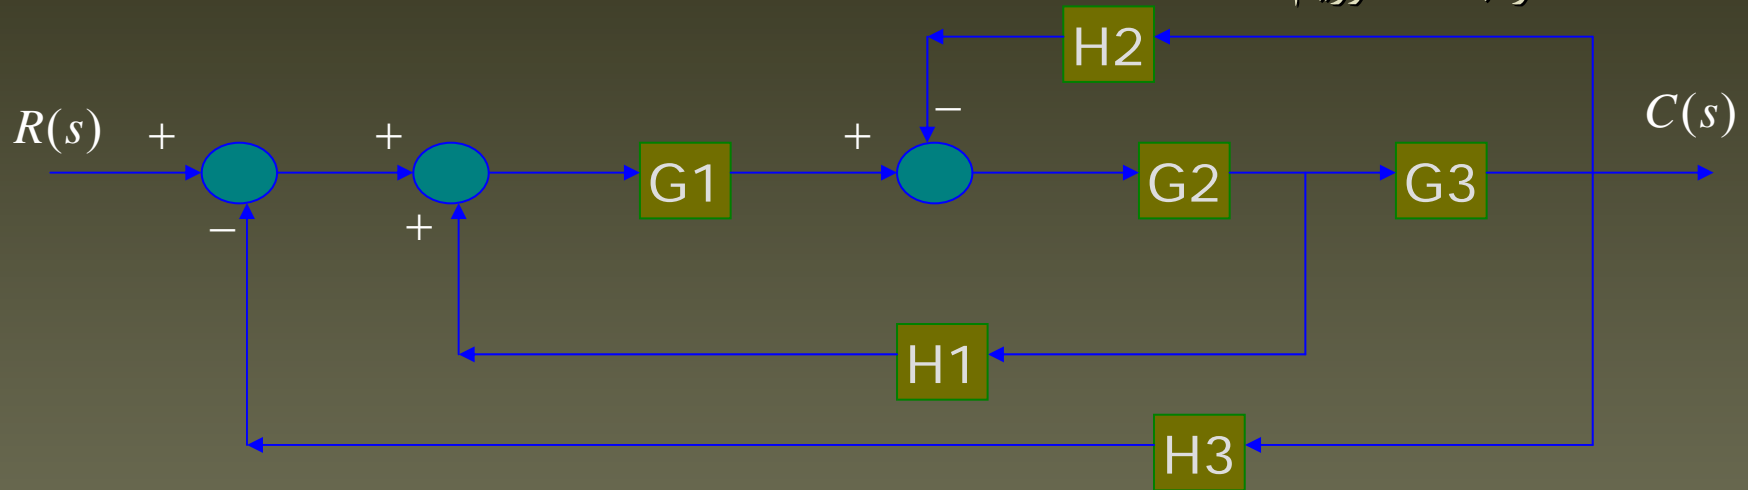 H2
−
R(s) + + + C(s)
G1 G2 G3
− +
H1
H3